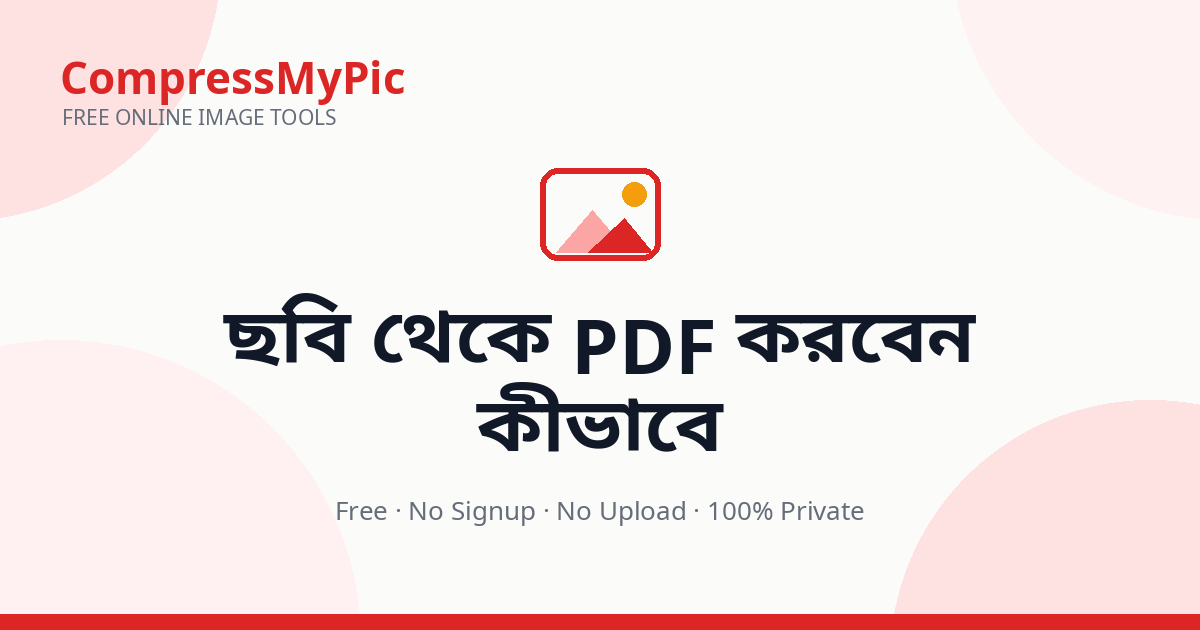 CompressMyPic
FREE ONLINE IMAGE TOOLS
ছবি থেকে PDF করবেন
কীভাবে
Free · No Signup · No Upload · 100% Private